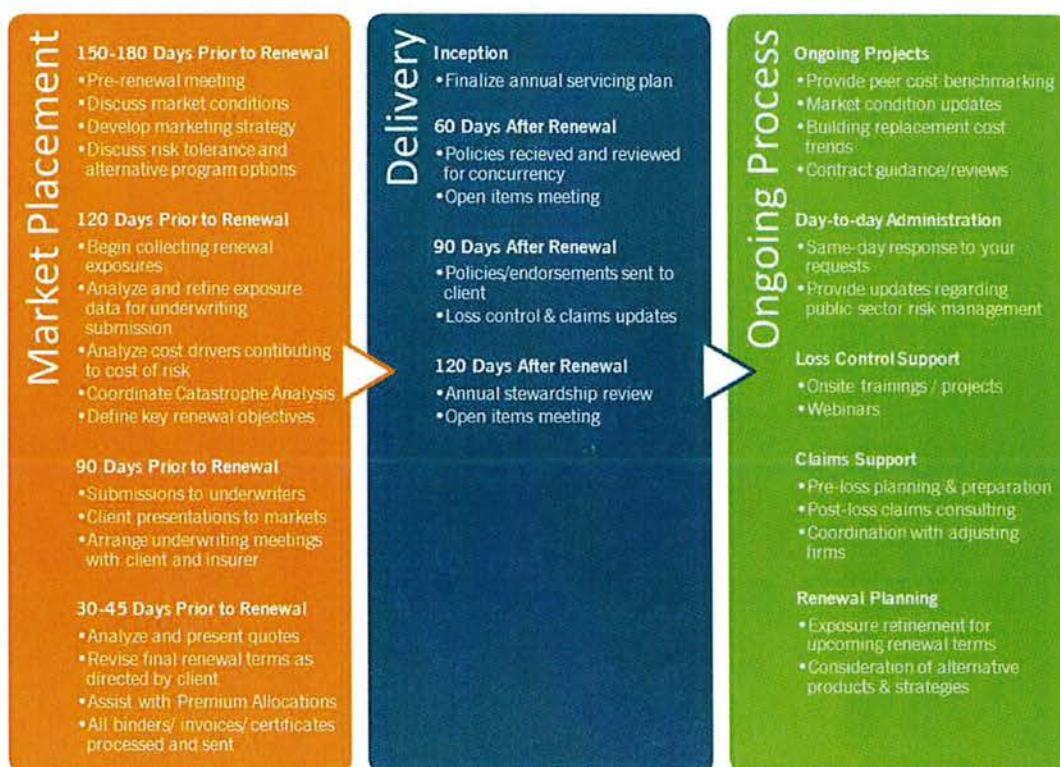 Market Placement
150-180 Days Prior to Renewal
•Pre-renewal meeting
•Discuss market conditions
•Develop marketing strategy
•Discuss risk tolerance and
alternative program options
120 Days Prior to Renewal
•Begin collecting renewal
exposures
•Analyze and refine exposure
data for underwriting
submission
•Analyze cost drivers contibuting
to cost of risk
•Coordinate Catastrophe Analysis
•Define key renewal objectives
90 Days Prior to Renewal
•Submissions to underwriters
•Client presentations to markets
•Arrange underwriting meetings
with client and insurer
30-45 Days Prior to Renewal
•Analyze and present quotes
•Revise final renewal terms as
directed by client
•Assist with Premium Allocations
•All binders/ invoices/ certificates
processed and sent
Delivery
Inception
•Finalize annual servicing plan
60 Days After Renewal
•Policies recieved and reviewed
for concurrency
•Open items meeting
90 Days After Renewal
•Policies/endorsements sent to
client
•Loss control & claims updates
120 Days After Renewal
•Annual stewardship review
•Open items meeting
Ongoing Process
Ongoing Projects
•Provide peer cost benchmarking
•Market condition updates
•Building replacement cost
trends
•Contract guidance/reviews
Day-to-day Administration
•Same-day response to your
requests
•Provide updates regarding
public sector risk management
Loss Control Support
•Onsite trainings / projects
•Webinars
Claims Support
•Pre-loss planning & preparation
•Post-loss claims consulting
•Coordination with adjusting
firms
Renewal Planning
•Exposure refinement for
upcoming renewal terms
•Consideration of alternative
products & strategies